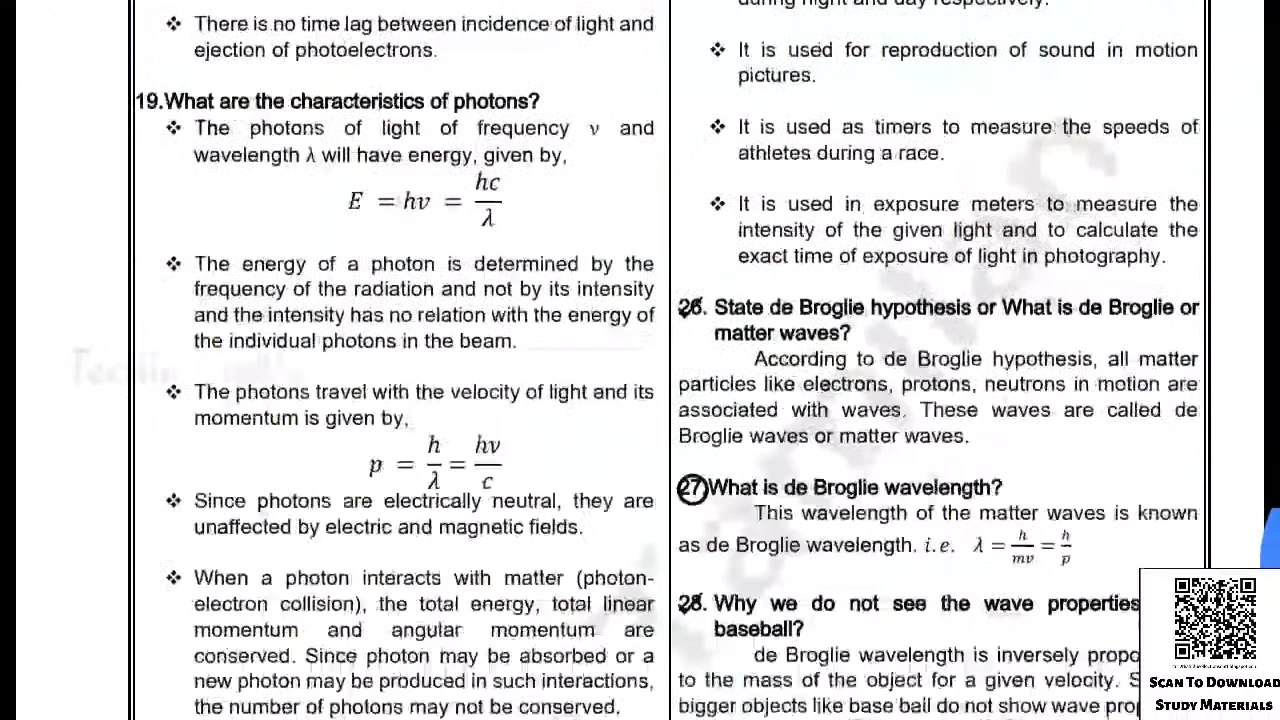 ❖ There is no time lag between incidence of light and
ejection of photoelectrons.
19.What are the characteristics of photons?
❖ The photons of light of frequency ν and
wavelength λ will have energy, given by,
E = hν = hc/λ
❖ The energy of a photon is determined by the
frequency of the radiation and not by its intensity
and the intensity has no relation with the energy of
the individual photons in the beam.
❖ The photons travel with the velocity of light and its
momentum is given by,
p = h/λ = hν/c
❖ Since photons are electrically neutral, they are
unaffected by electric and magnetic fields.
❖ When a photon interacts with matter (photon-
electron collision), the total energy, total linear
momentum and angular momentum are
conserved. Since photon may be absorbed or a
new photon may be produced in such interactions,
the number of photons may not be conserved.
during night and day respectively.
❖ It is used for reproduction of sound in motion
pictures.
❖ It is used as timers to measure the speeds of
athletes during a race.
❖ It is used in exposure meters to measure the
intensity of the given light and to calculate the
exact time of exposure of light in photography.
26. State de Broglie hypothesis or What is de Broglie or
matter waves?
According to de Broglie hypothesis, all matter
particles like electrons, protons, neutrons in motion are
associated with waves. These waves are called de
Broglie waves or matter waves.
27 What is de Broglie wavelength?
This wavelength of the matter waves is known
as de Broglie wavelength. i.e. λ = h/mv = h/p
28. Why we do not see the wave properties
baseball?
de Broglie wavelength is inversely propo
to the mass of the object for a given velocity. S
bigger objects like base ball do not show wave prop
SCAN TO DOWNLOAD
STUDY MATERIALS